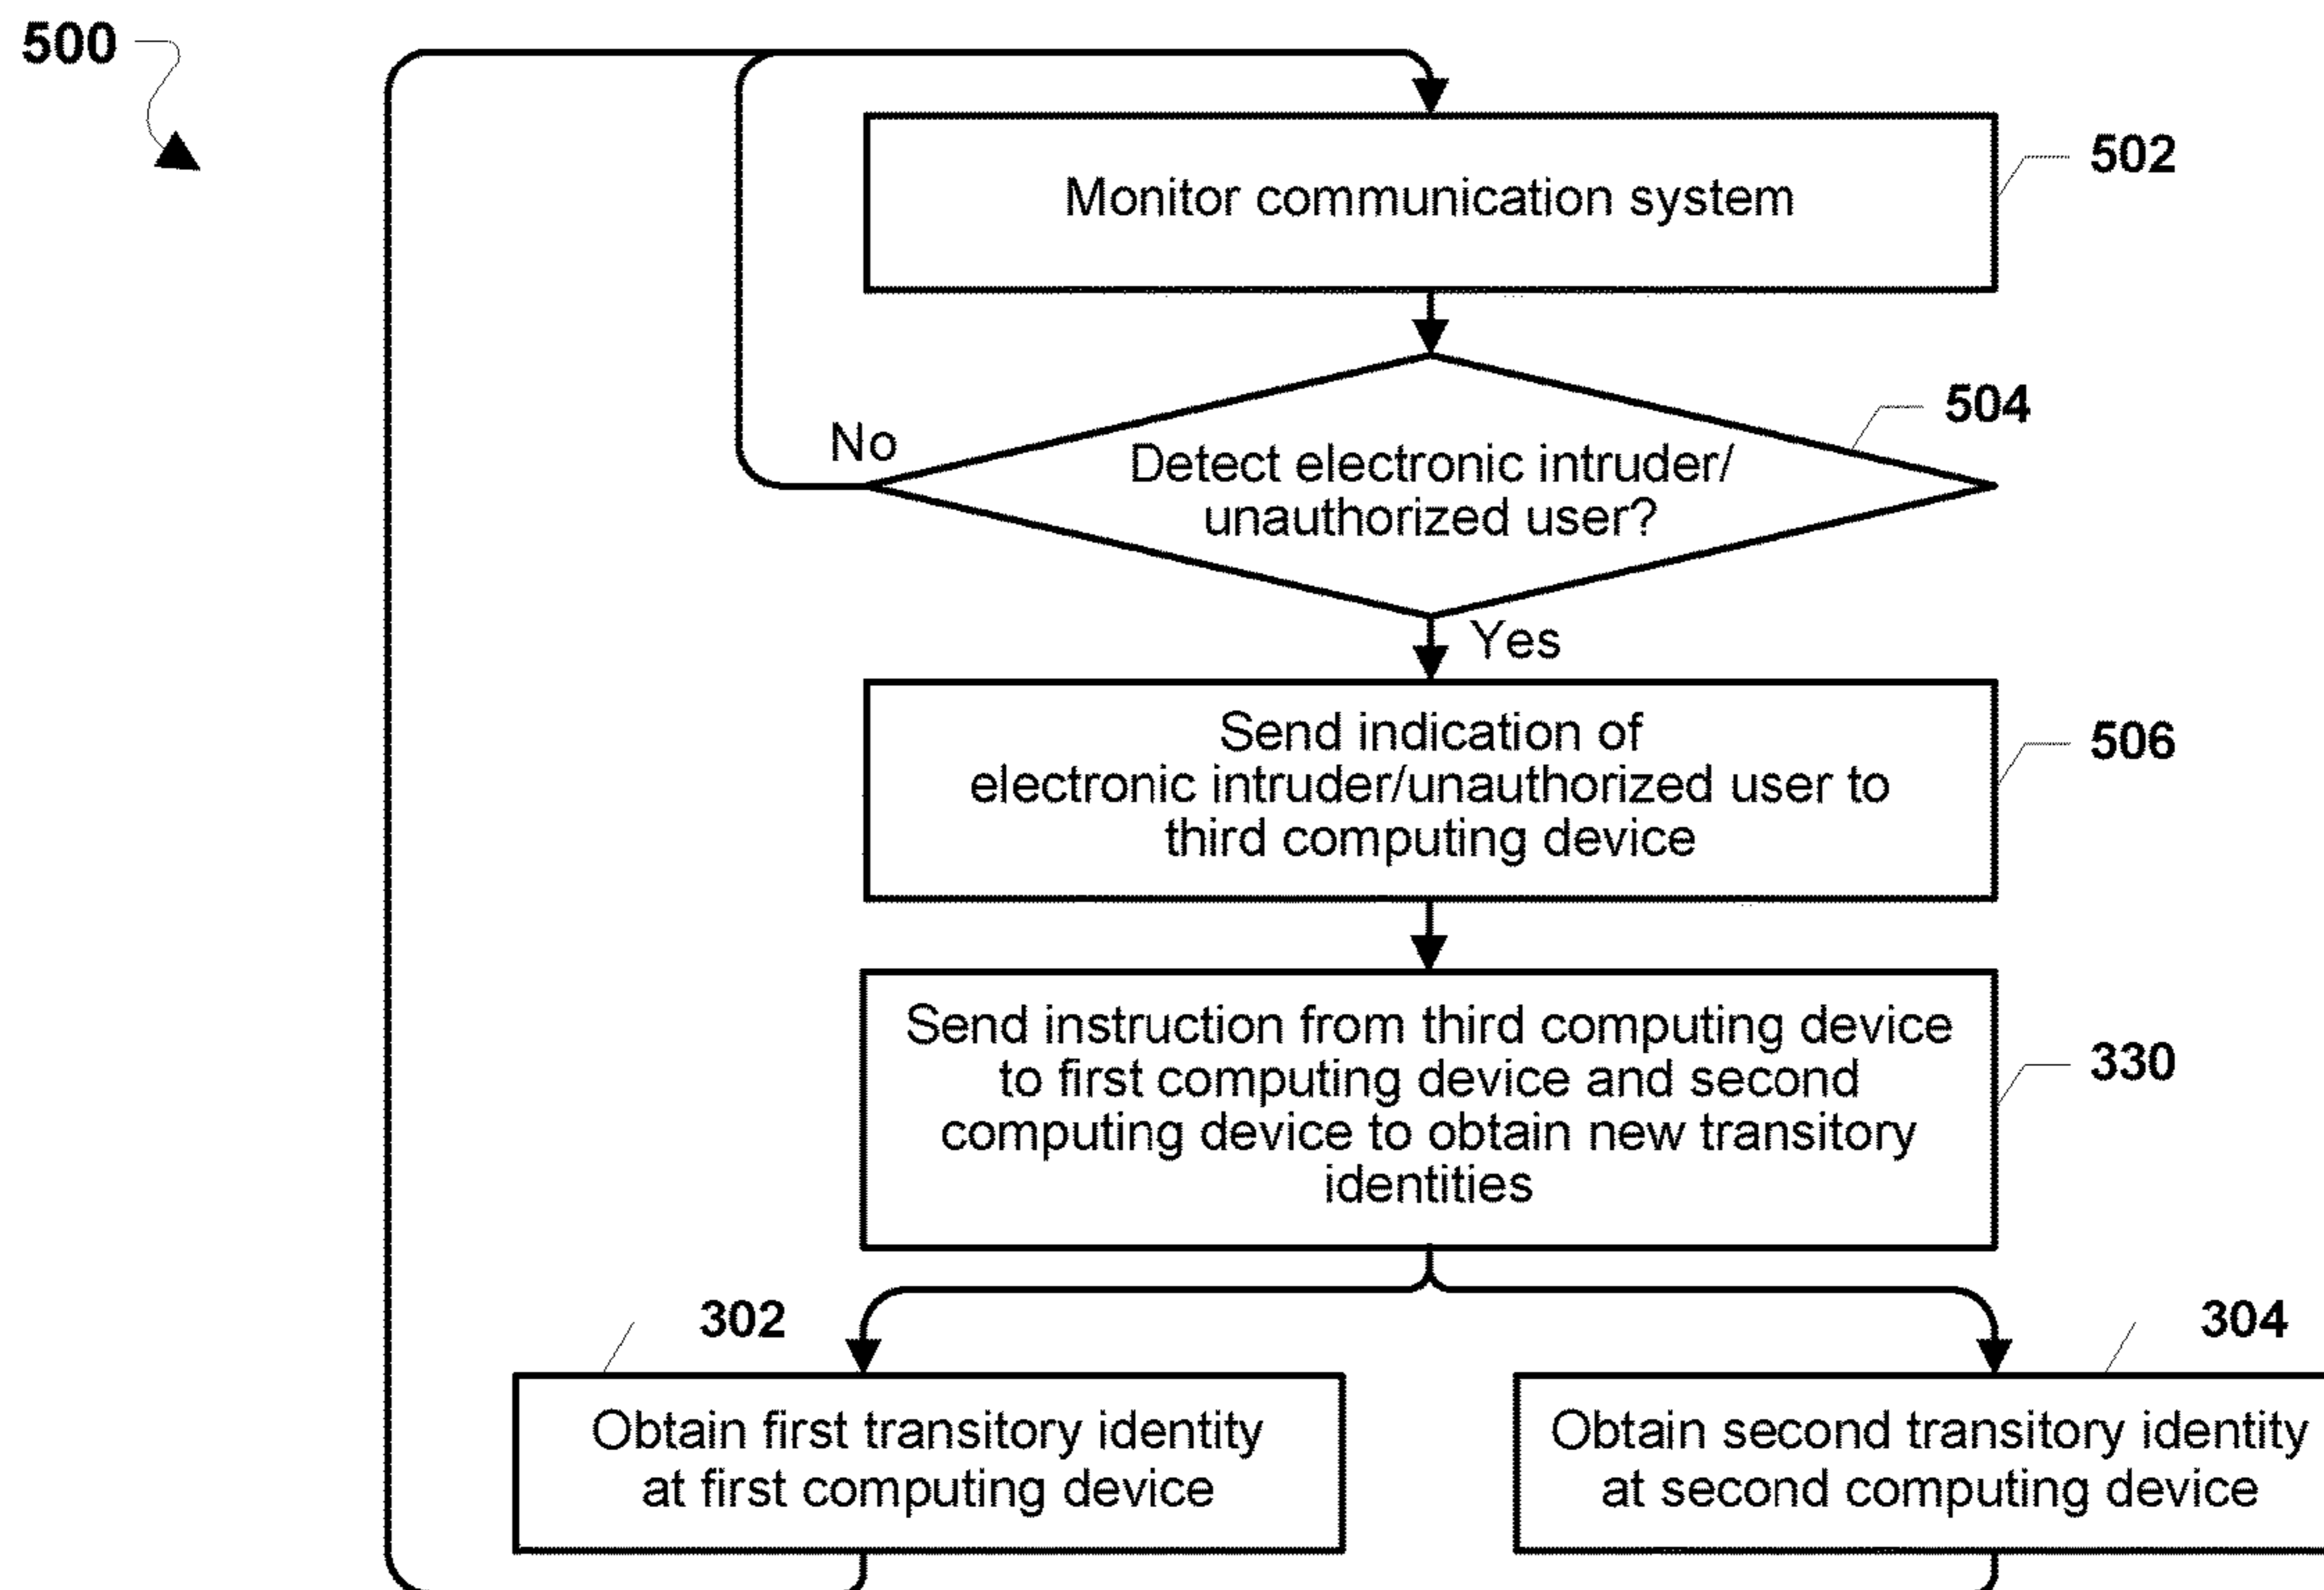 500
Monitor communication system
502
504
No
Detect electronic intruder/
unauthorized user?
Yes
Send indication of
electronic intruder/unauthorized user to
third computing device
506
Send instruction from third computing device
to first computing device and second
computing device to obtain new transitory
identities
330
302
304
Obtain first transitory identity
at first computing device
Obtain second transitory identity
at second computing device